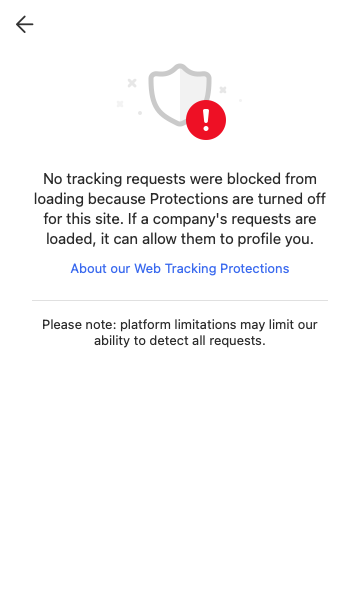 No tracking requests were blocked from
loading because Protections are turned off
for this site. If a company's requests are
loaded, it can allow them to profile you.
About our Web Tracking Protections
Please note: platform limitations may limit our
ability to detect all requests.